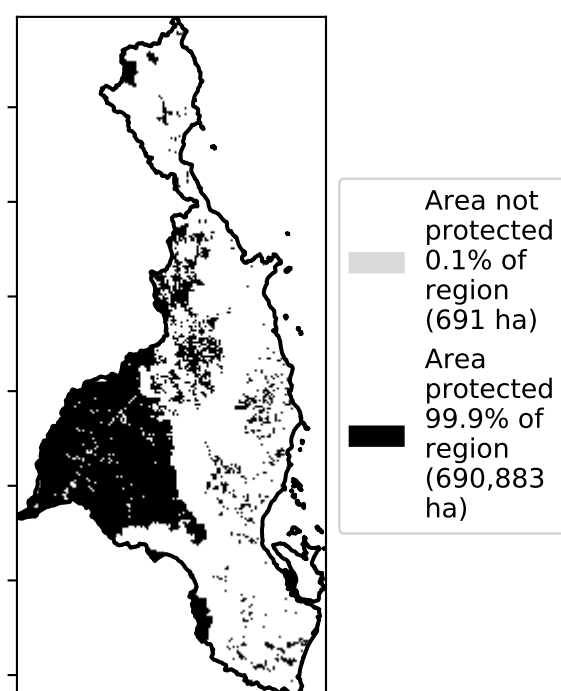 Area not
protected
0.1% of
region
(691 ha)
Area
protected
99.9% of
region
(690,883
ha)